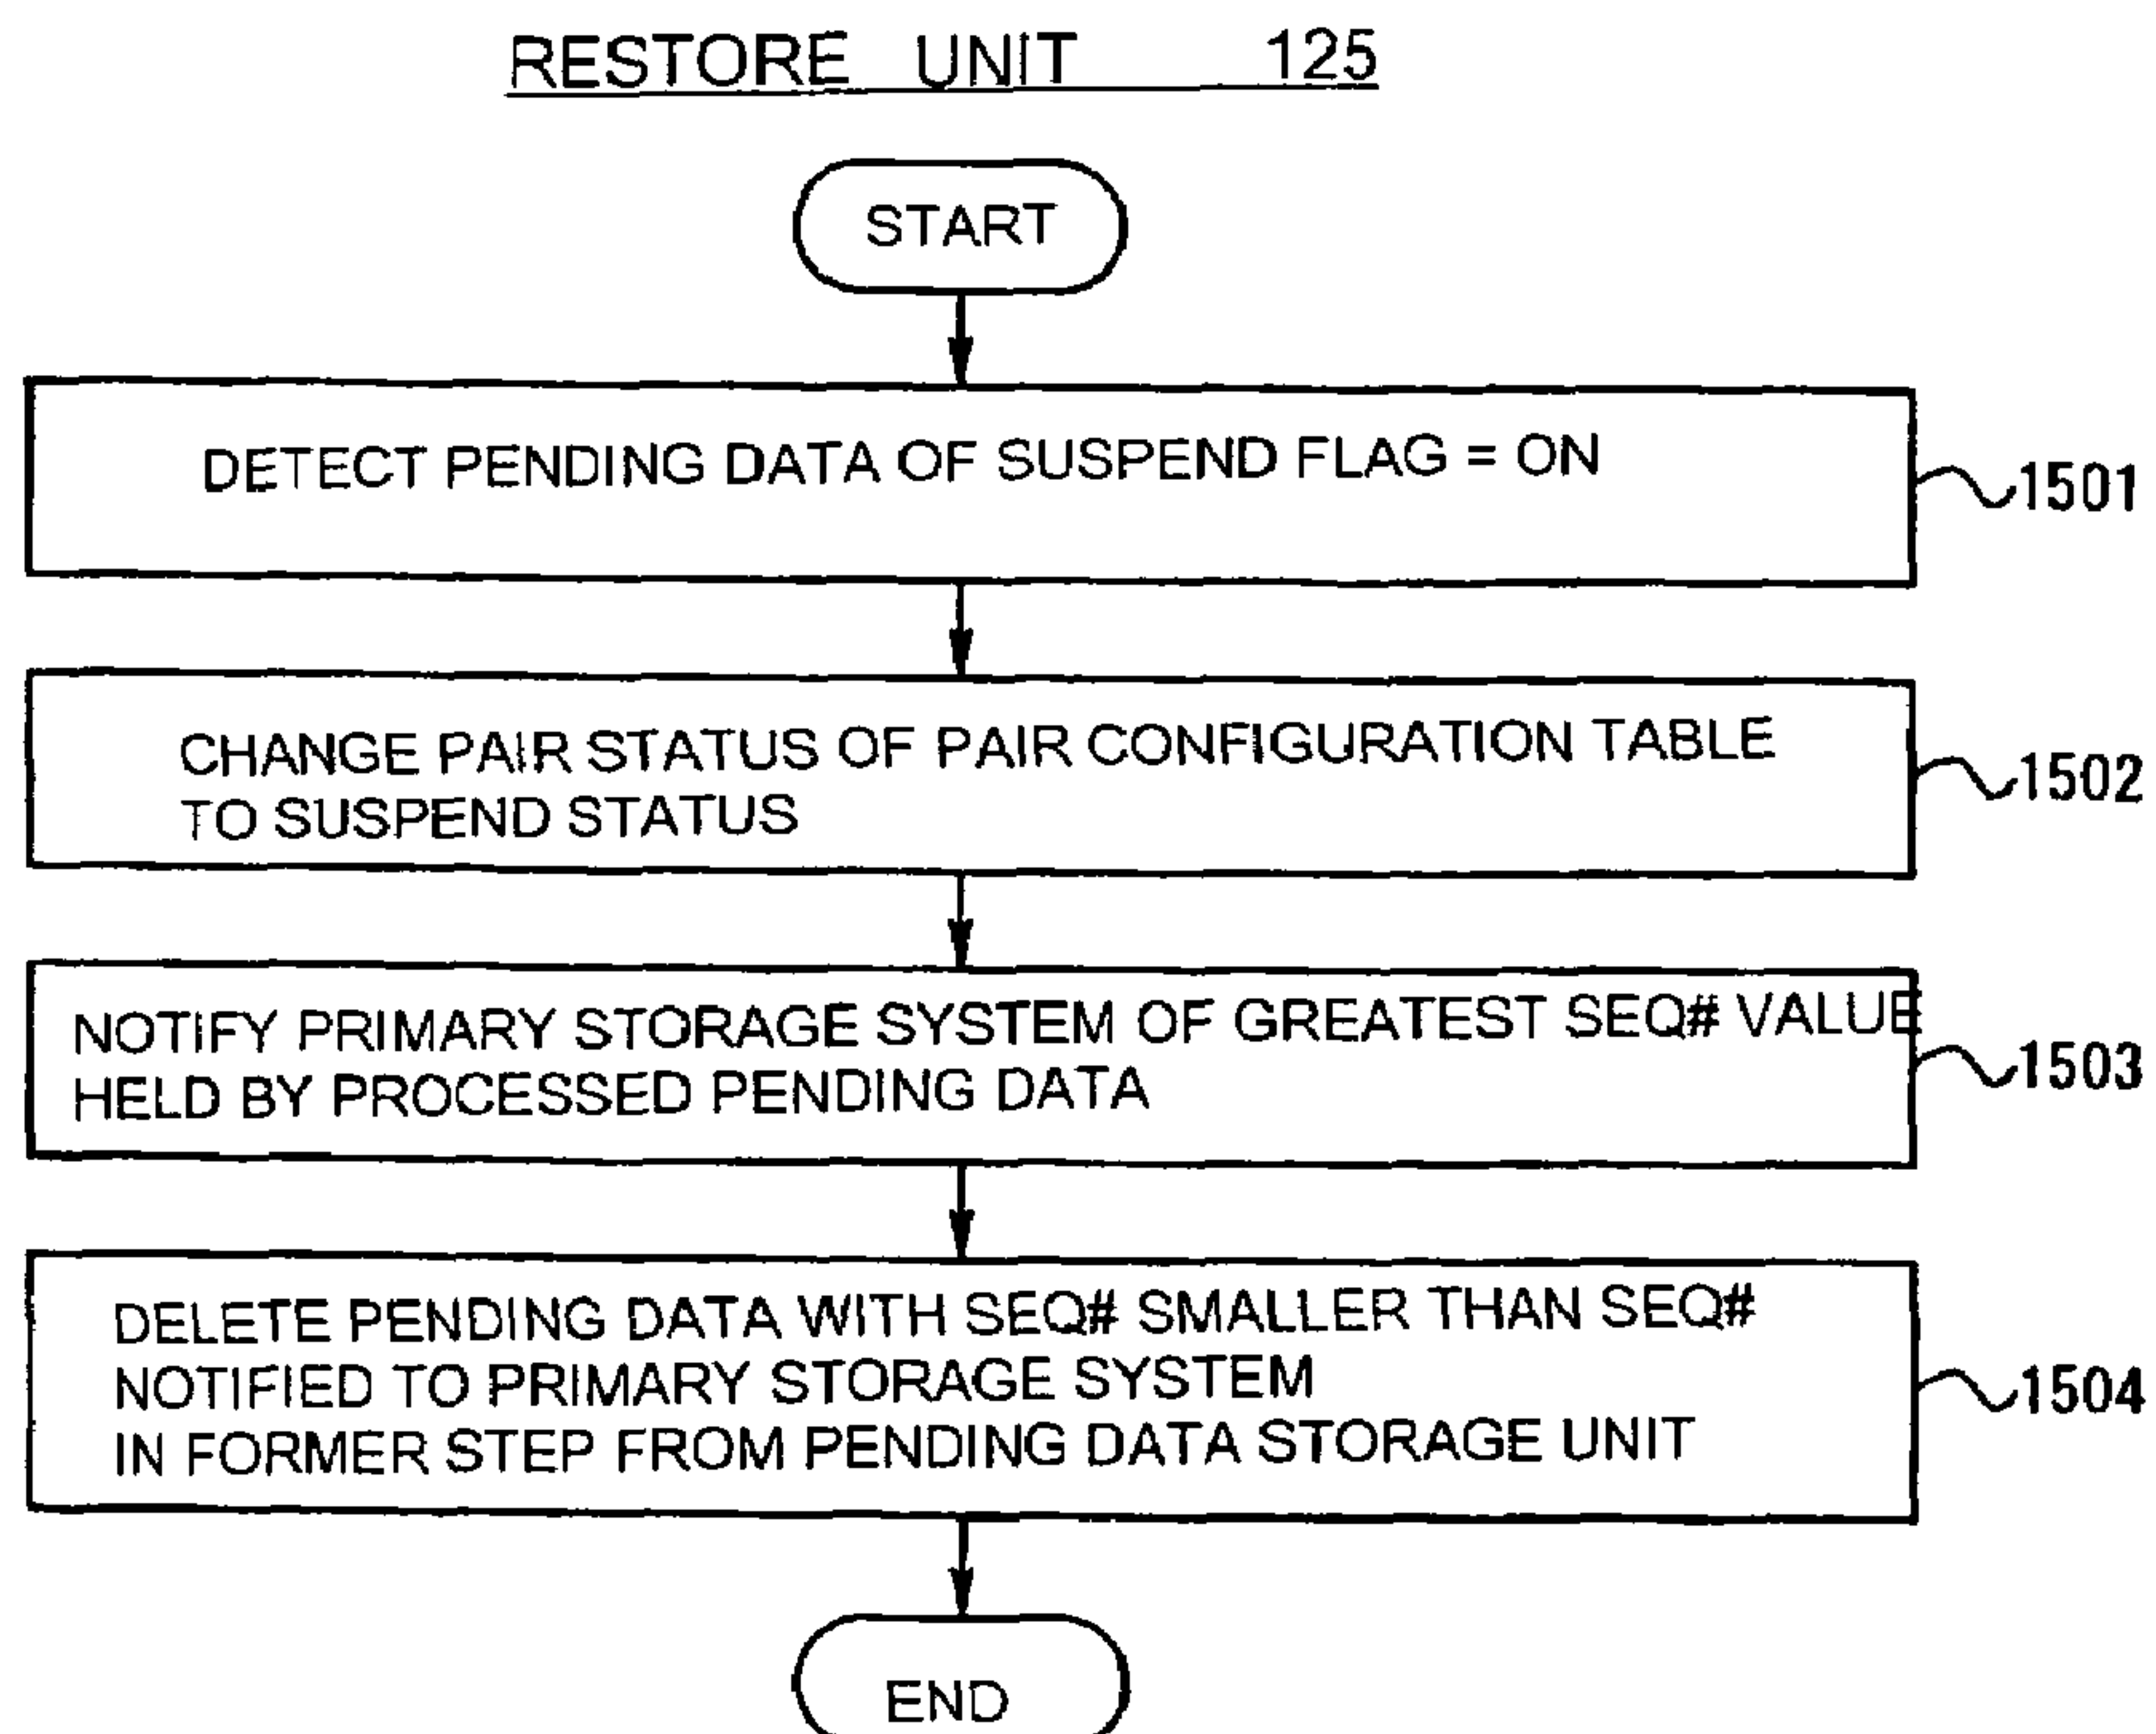 RESTORE UNIT 125
START
DETECT PENDING DATA OF SUSPEND FLAG = ON
1501
CHANGE PAIR STATUS OF PAIR CONFIGURATION TABLE
TO SUSPEND STATUS
1502
NOTIFY PRIMARY STORAGE SYSTEM OF GREATEST SEQ# VALUE
HELD BY PROCESSED PENDING DATA
1503
DELETE PENDING DATA WITH SEQ# SMALLER THAN SEQ#
NOTIFIED TO PRIMARY STORAGE SYSTEM
IN FORMER STEP FROM PENDING DATA STORAGE UNIT
1504
END